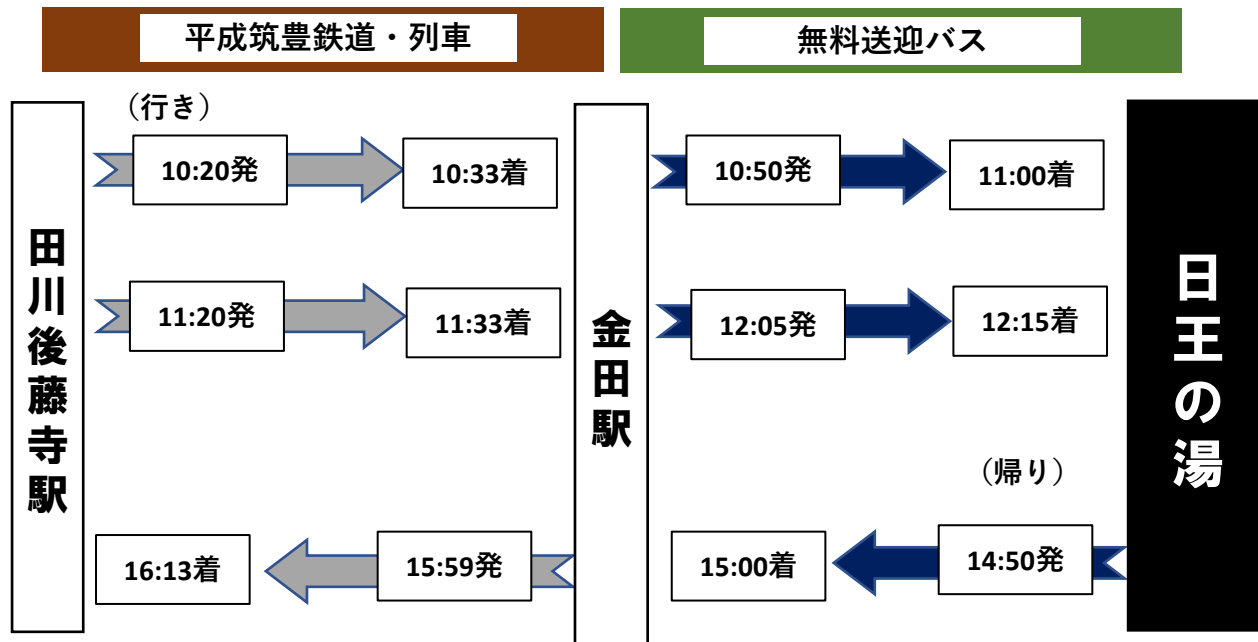 平成筑豊鉄道・列車
無料送迎バス
（行き）
田川後藤寺駅
10:20発
10:33着
金田駅
10:50発
11:00着
日王の湯
11:20発
11:33着
12:05発
12:15着
（帰り）
16:13着
15:59発
15:00着
14:50発